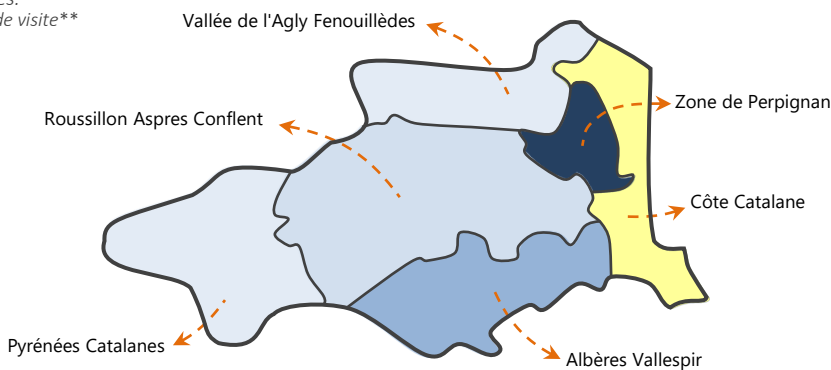 de visite**
Vallée de l'Agly Fenouillèdes
Zone de Perpignan
Roussillon Aspres Conflent
Côte Catalane
Pyrénées Catalanes
Albères Vallespir